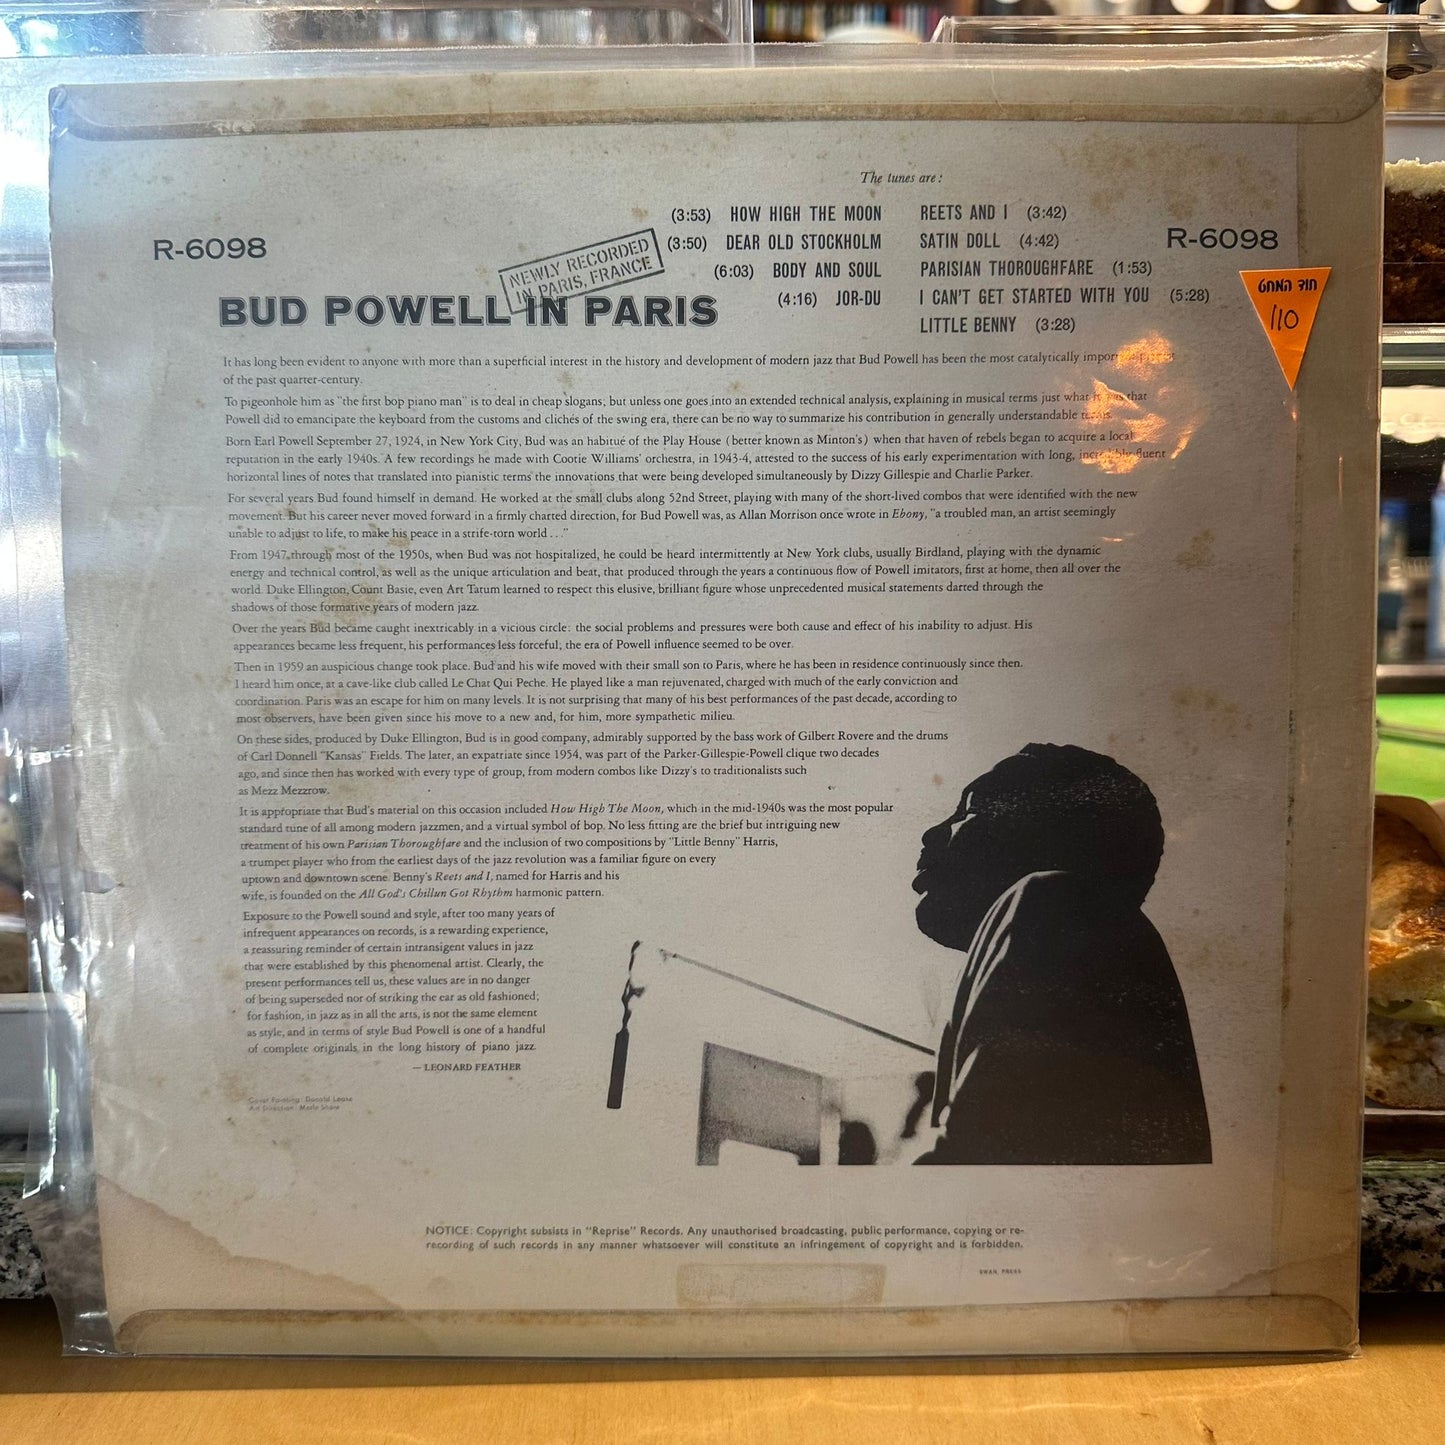 The tunes are:
(3:53) HOW HIGH THE MOON
(3:50) DEAR OLD STOCKHOLM
(6:03) BODY AND SOUL
(4:16) JOR-DU
REETS AND I (3:42)
SATIN DOLL (4:42)
PARISIAN THOROUGHFARE (1:53)
I CAN'T GET STARTED WITH YOU (5:28)
LITTLE BENNY (3:28)
R-6098
R-6098
NEWLY RECORDED
IN PARIS, FRANCE
BUD POWELL IN PARIS
חוד המחט
110
It has long been evident to anyone with more than a superficial interest in the history and development of modern jazz that Bud Powell has been the most catalytically
of the past quarter-century.
To pigeonhole him as "the first bop piano man" is to deal in cheap slogans; but unless one goes into an extended technical analysis, explaining in musical terms just what it was that
Powell did to emancipate the keyboard from the customs and clichés of the swing era, there can be no way to summarize his contribution in generally understandable terms.
Born Earl Powell September 27, 1924, in New York City, Bud was an habitué of the Play House (better known as Minton's) when that haven of rebels began to acquire a local
reputation in the early 1940s. A few recordings he made with Cootie Williams' orchestra, in 1943-4, attested to the success of his early experimentation with long, incredibly fluent
horizontal lines of notes that translated into pianistic terms the innovations that were being developed simultaneously by Dizzy Gillespie and Charlie Parker.
For several years Bud found himself in demand. He worked at the small clubs along 52nd Street, playing with many of the short-lived combos that were identified with the new
movement. But his career never moved forward in a firmly charted direction, for Bud Powell was, as Allan Morrison once wrote in Ebony, "a troubled man, an artist seemingly
unable to adjust to life, to make his peace in a strife-torn world ..."
From 1947 through most of the 1950s, when Bud was not hospitalized, he could be heard intermittently at New York clubs, usually Birdland, playing with the dynamic
energy and technical control, as well as the unique articulation and beat, that produced through the years a continuous flow of Powell imitators, first at home, then all over the
world. Duke Ellington, Count Basie, even Art Tatum learned to respect this elusive, brilliant figure whose unprecedented musical statements darted through the
shadows of those formative years of modern jazz.
Over the years Bud became caught inextricably in a vicious circle: the social problems and pressures were both cause and effect of his inability to adjust. His
appearances became less frequent, his performances less forceful; the era of Powell influence seemed to be over.
Then in 1959 an auspicious change took place. Bud and his wife moved with their small son to Paris, where he has been in residence continuously since then.
I heard him once, at a cave-like club called Le Chat Qui Peche. He played like a man rejuvenated, charged with much of the early conviction and
coordination. Paris was an escape for him on many levels. It is not surprising that many of his best performances of the past decade, according to
most observers, have been given since his move to a new and, for him, more sympathetic milieu.
On these sides, produced by Duke Ellington, Bud is in good company, admirably supported by the bass work of Gilbert Rovere and the drums
of Carl Donnell "Kansas" Fields. The later, an expatriate since 1954, was part of the Parker-Gillespie-Powell clique two decades
ago, and since then has worked with every type of group, from modern combos like Dizzy's to traditionalists such
as Mezz Mezzrow.
It is appropriate that Bud's material on this occasion included How High The Moon, which in the mid-1940s was the most popular
standard tune of all among modern jazzmen, and a virtual symbol of bop. No less fitting are the brief but intriguing new
treatment of his own Parisian Thoroughfare and the inclusion of two compositions by "Little Benny" Harris,
a trumpet player who from the earliest days of the jazz revolution was a familiar figure on every
uptown and downtown scene. Benny's Reets and I, named for Harris and his
wife, is founded on the All God's Chillun Got Rhythm harmonic pattern.
Exposure to the Powell sound and style, after too many years of
infrequent appearances on records, is a rewarding experience,
a reassuring reminder of certain intransigent values in jazz
that were established by this phenomenal artist. Clearly, the
present performances tell us, these values are in no danger
of being superseded nor of striking the ear as old fashioned;
for fashion, in jazz as in all the arts, is not the same element
as style, and in terms of style Bud Powell is one of a handful
of complete originals in the long history of piano jazz.
— LEONARD FEATHER
Cover Painting: Donald Leake
Art Direction: Merle Shore
NOTICE: Copyright subsists in "Reprise" Records. Any unauthorised broadcasting, public performance, copying or re-
recording of such records in any manner whatsoever will constitute an infringement of copyright and is forbidden.
SWAN PRESS